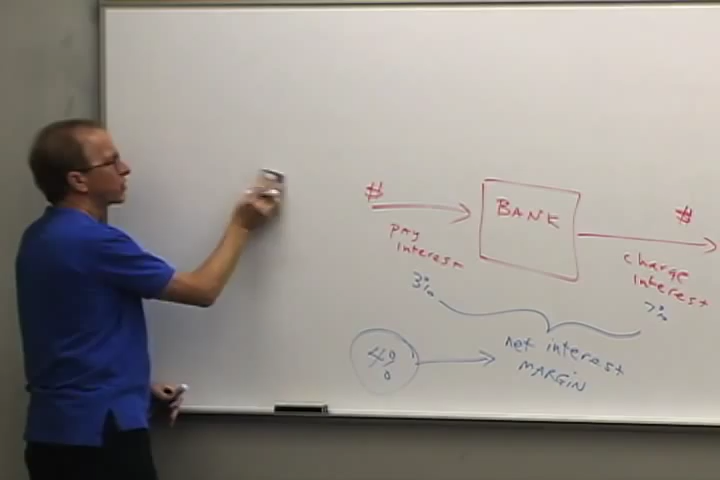 $
BANK
$
pay
interest
3%
charge
interest
7%
4%
net interest
MARGIN